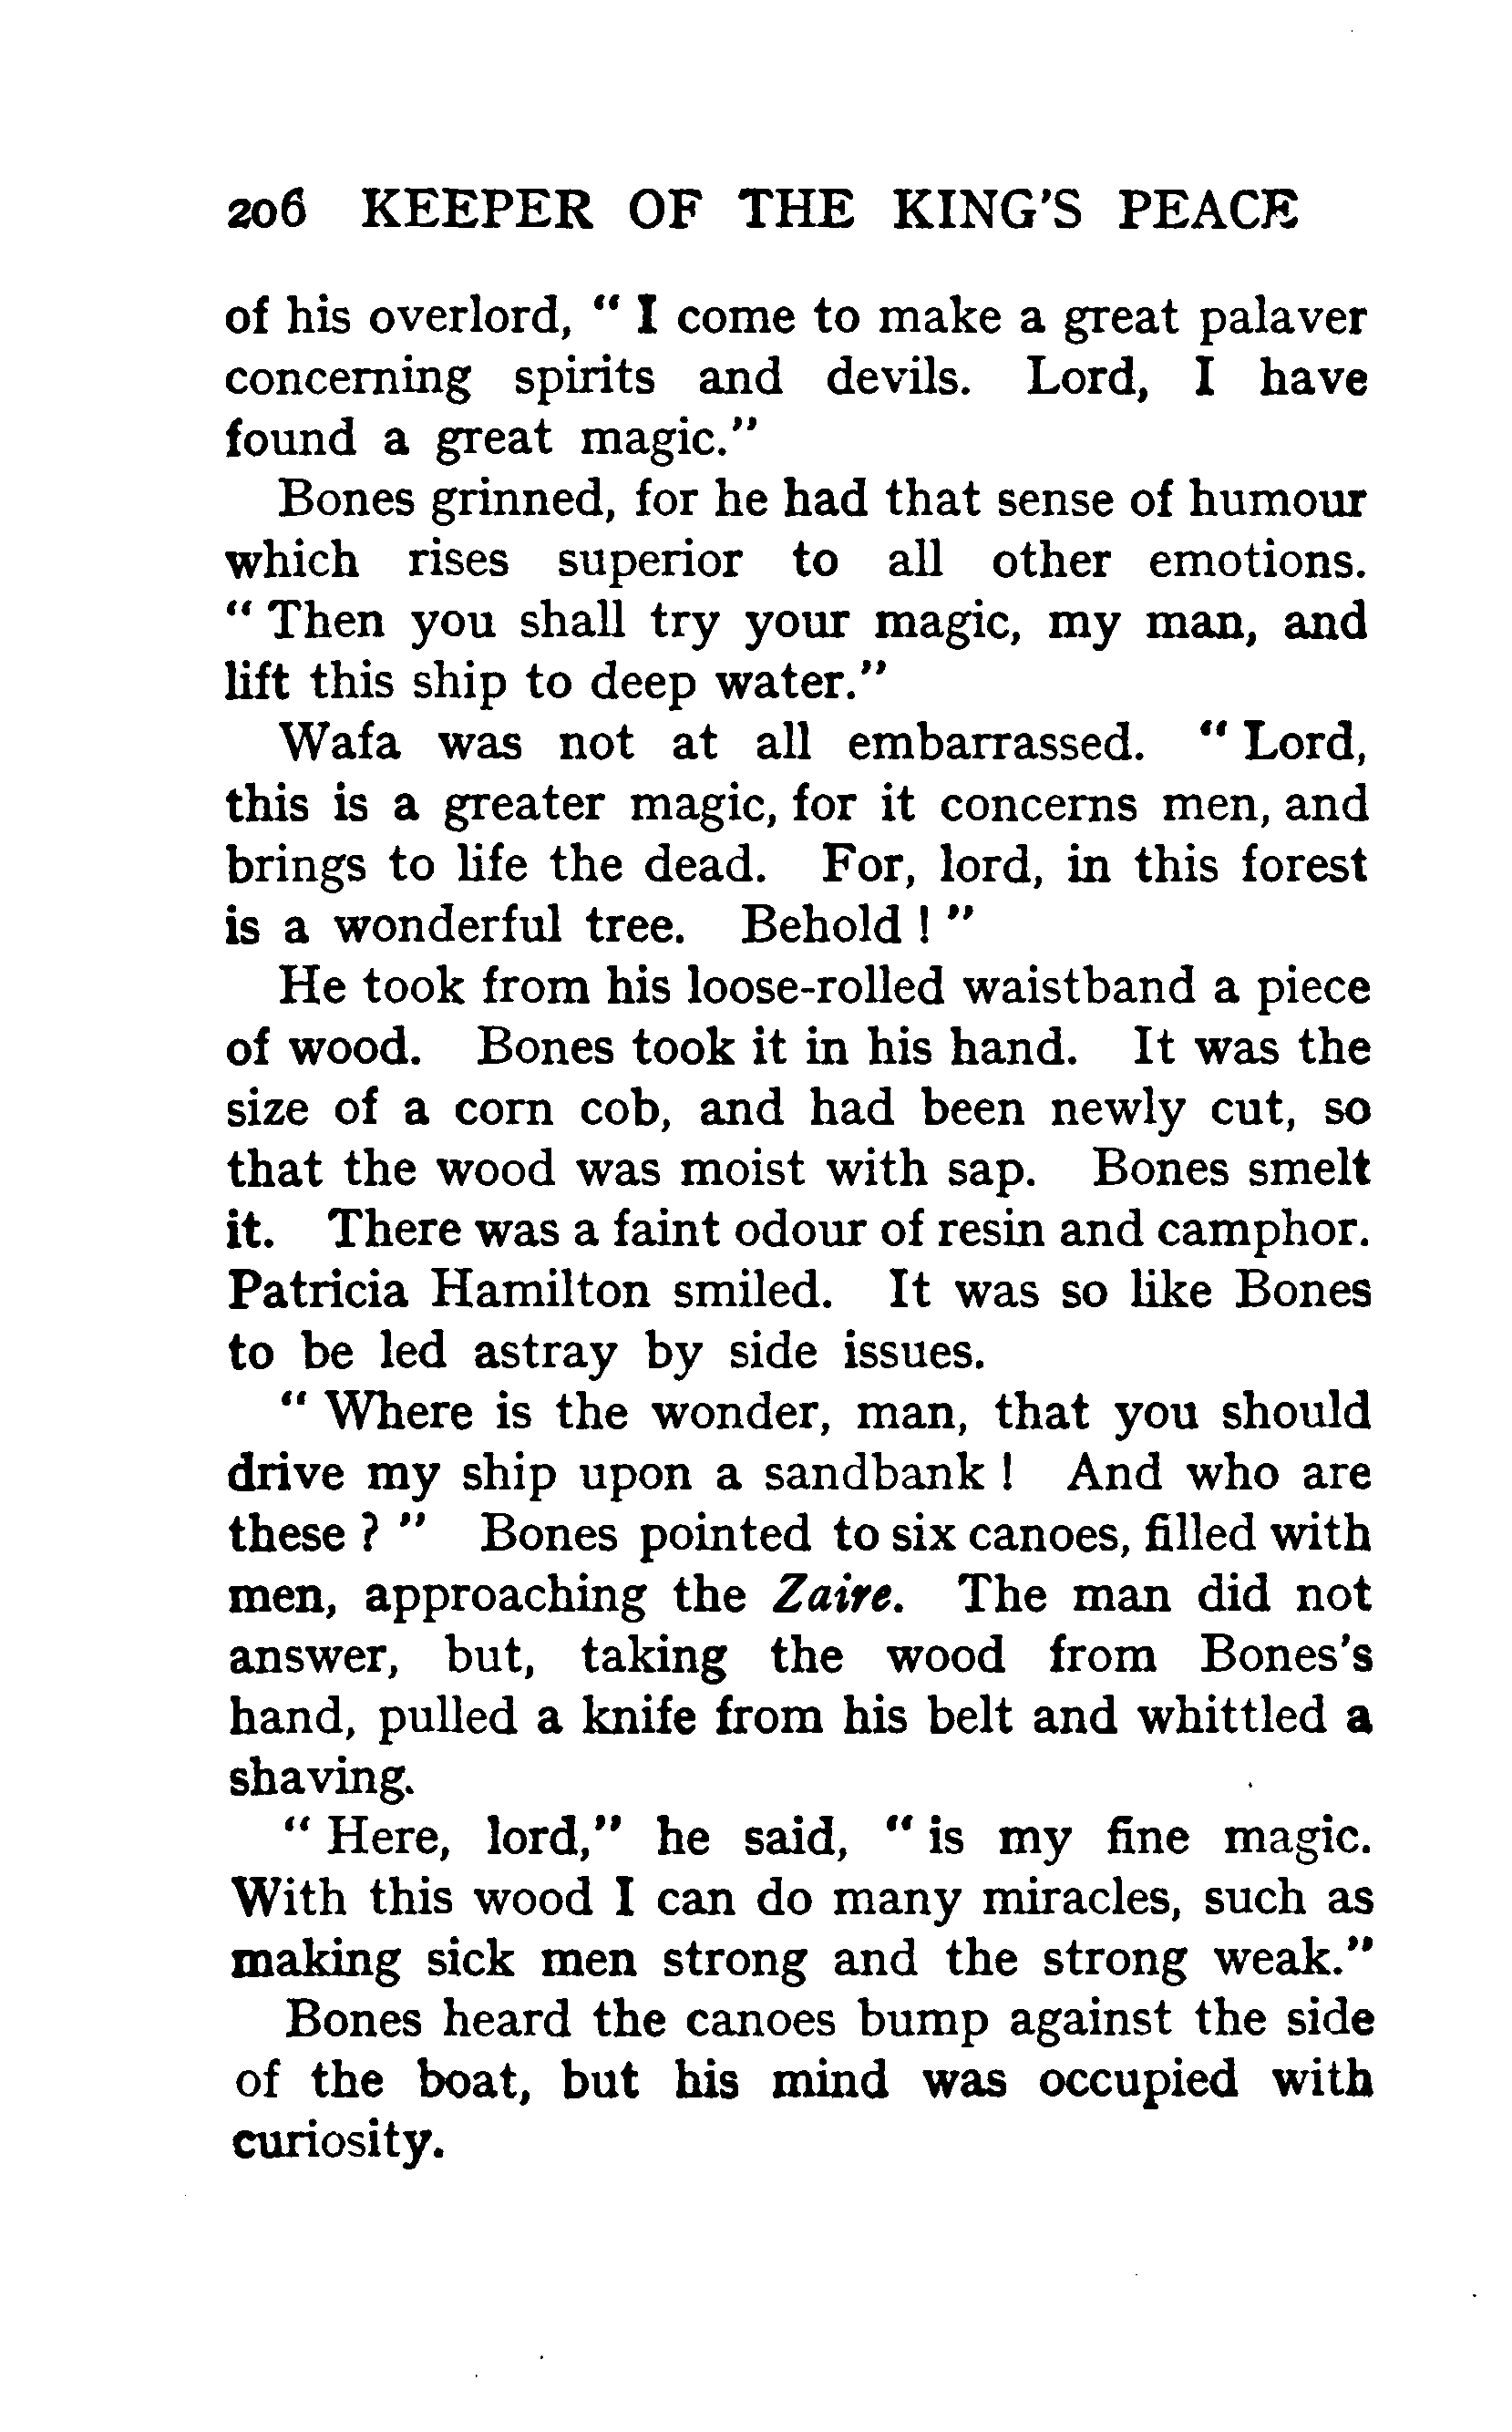 206 KEEPER OF THE KING'S PEACE
of his overlord, " I come to make a great palaver
concerning spirits and devils. Lord, I have
found a great magic."
Bones grinned, for he had that sense of humour
which rises superior to all other emotions.
" Then you shall try your magic, my man, and
lift this ship to deep water."
Wafa was not at all embarrassed. " Lord,
this is a greater magic, for it concerns men, and
brings to life the dead. For, lord, in this forest
is a wonderful tree. Behold ! "
He took from his loose-rolled waistband a piece
of wood. Bones took it in his hand. It was the
size of a corn cob, and had been newly cut, so
that the wood was moist with sap. Bones smelt
it. There was a faint odour of resin and camphor.
Patricia Hamilton smiled. It was so like Bones
to be led astray by side issues.
" Where is the wonder, man, that you should
drive my ship upon a sandbank ! And who are
these ? " Bones pointed to six canoes, filled with
men, approaching the Zaire. The man did not
answer, but, taking the wood from Bones's
hand, pulled a knife from his belt and whittled a
shaving.
" Here, lord," he said, " is my fine magic.
With this wood I can do many miracles, such as
making sick men strong and the strong weak."
Bones heard the canoes bump against the side
of the boat, but his mind was occupied with
curiosity.